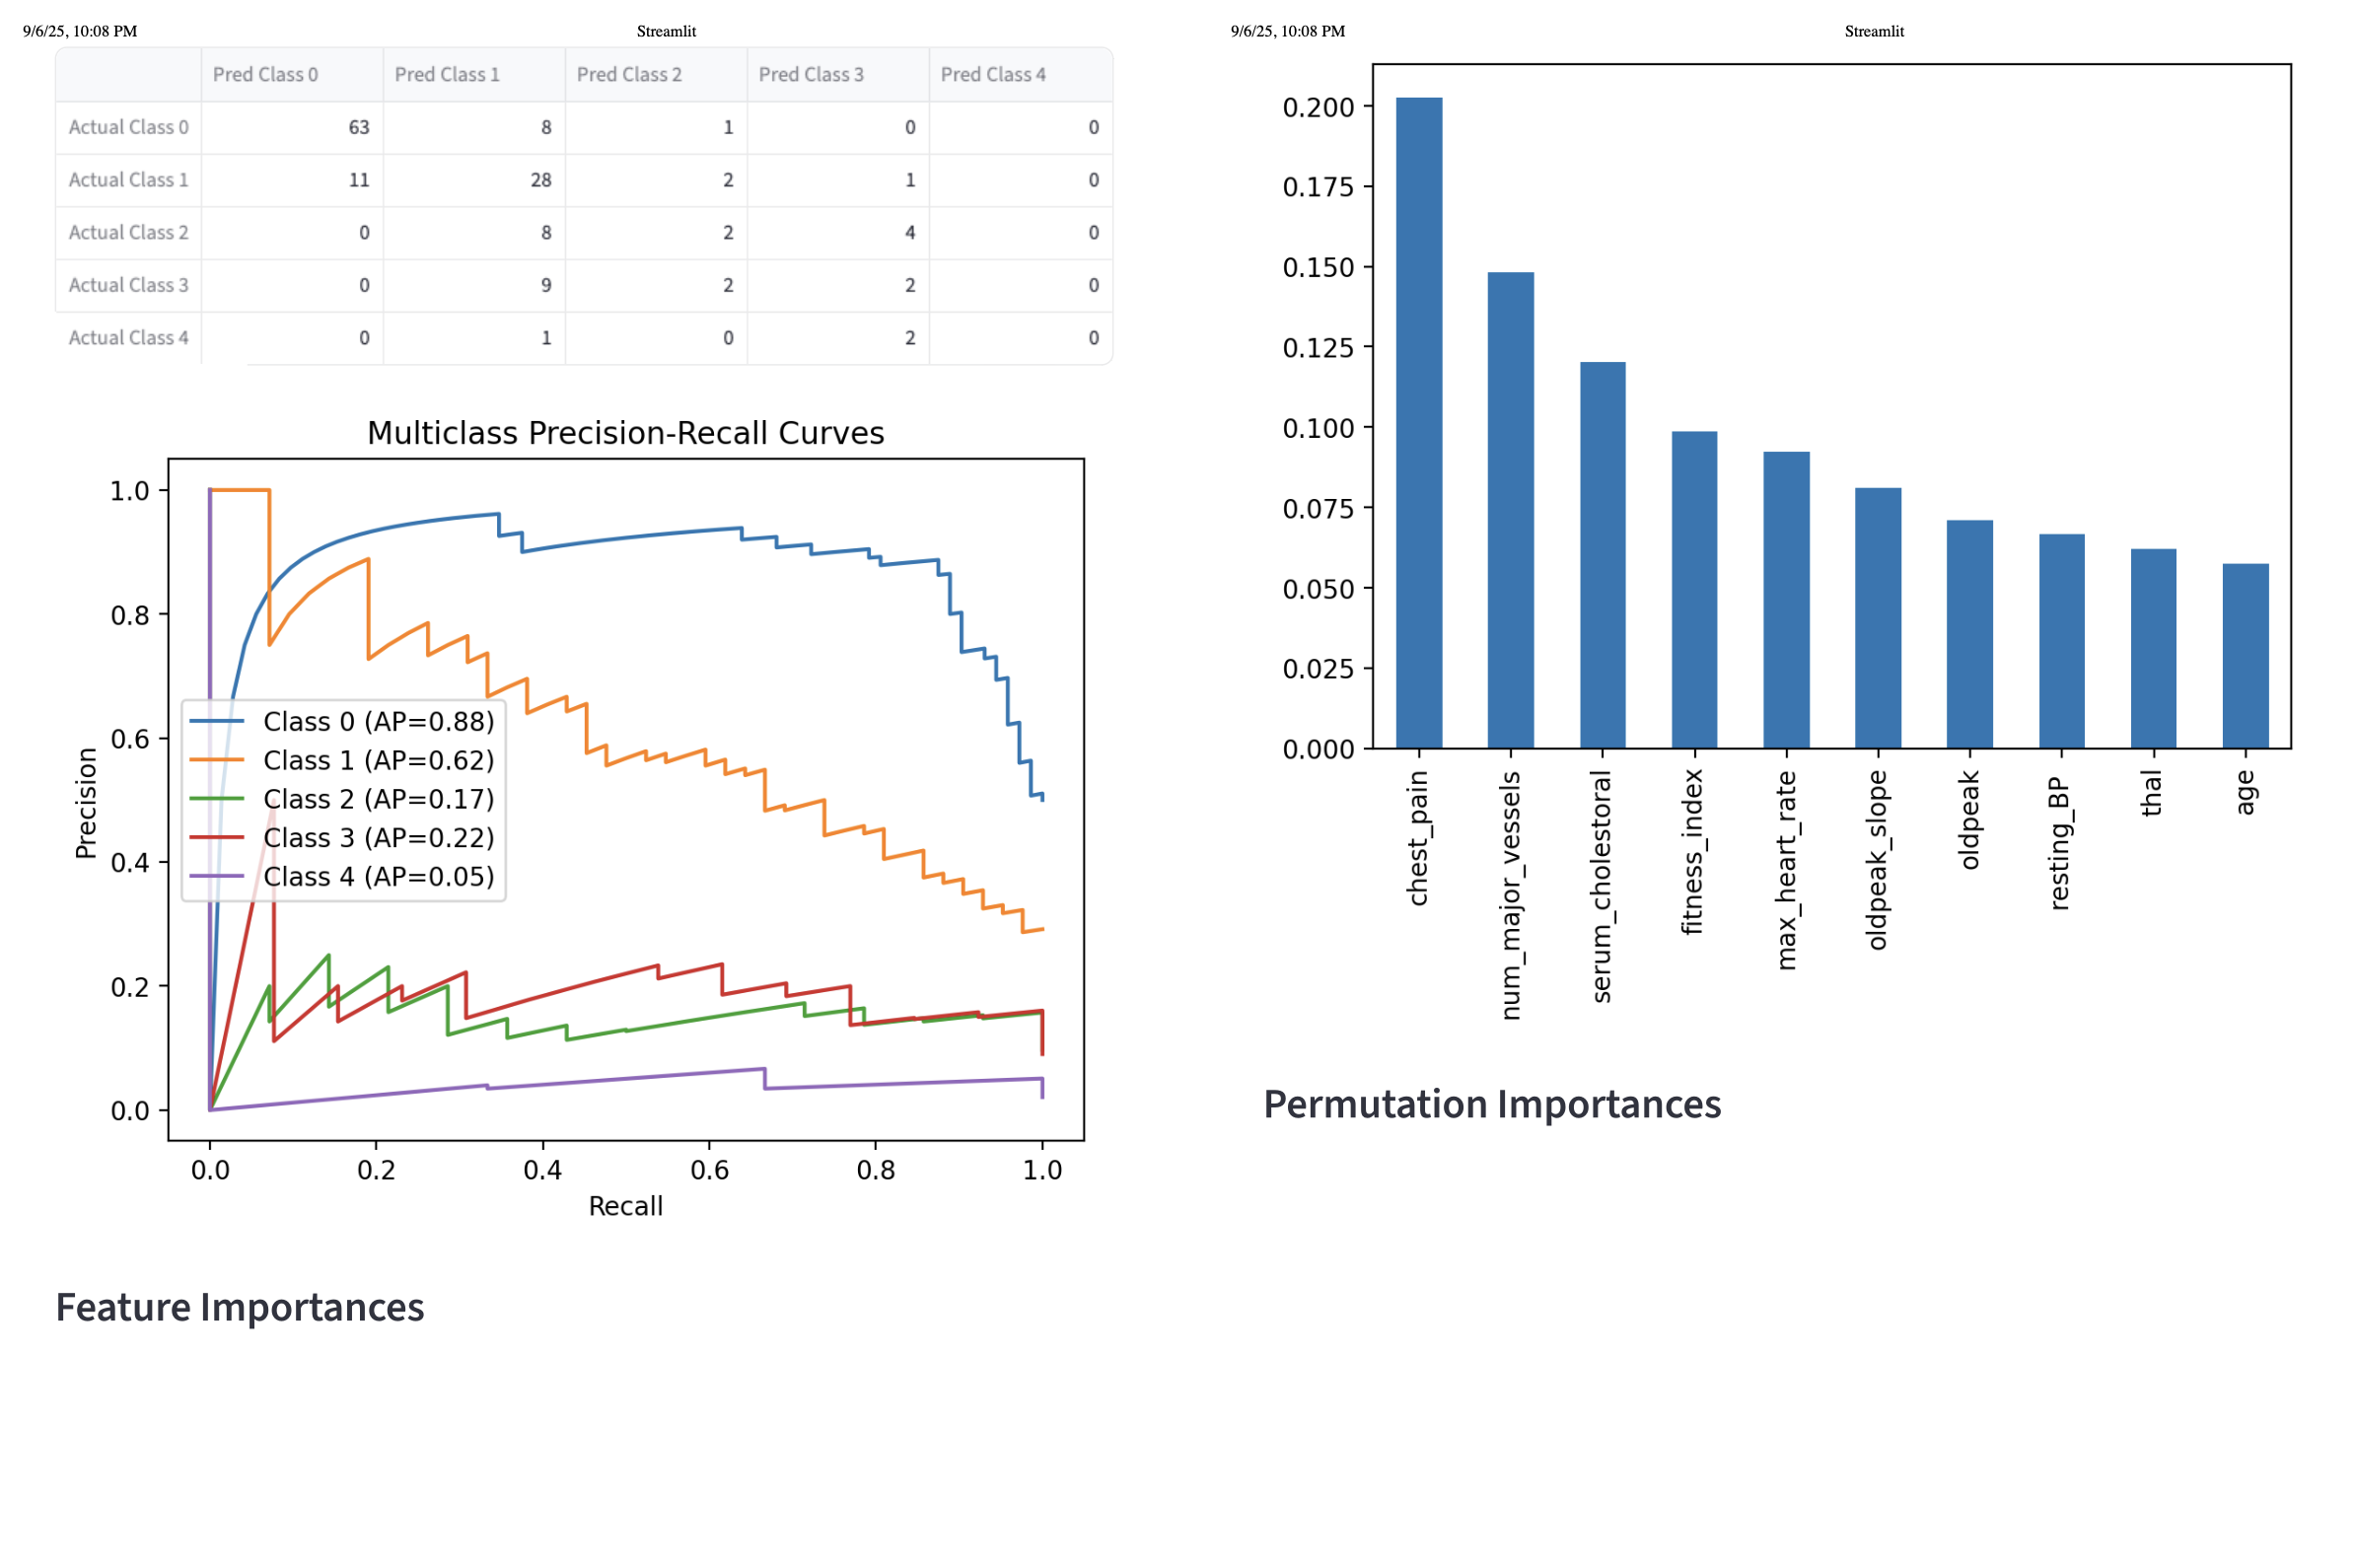 9/6/25, 10:08 PM Streamlit
Pred Class 0 Pred Class 1 Pred Class 2 Pred Class 3 Pred Class 4
Actual Class 0 63 8 1 0 0
Actual Class 1 11 28 2 1 0
Actual Class 2 0 8 2 4 0
Actual Class 3 0 9 2 2 0
Actual Class 4 0 1 0 2 0
Multiclass Precision-Recall Curves
1.0
0.8
0.6
0.4
0.2
0.0
Precision
Class 0 (AP=0.88)
Class 1 (AP=0.62)
Class 2 (AP=0.17)
Class 3 (AP=0.22)
Class 4 (AP=0.05)
0.0 0.2 0.4 0.6 0.8 1.0
Recall
Feature Importances
9/6/25, 10:08 PM Streamlit
0.200
0.175
0.150
0.125
0.100
0.075
0.050
0.025
0.000
chest_pain
num_major_vessels
serum_cholestoral
fitness_index
max_heart_rate
oldpeak_slope
oldpeak
resting_BP
thal
age
Permutation Importances